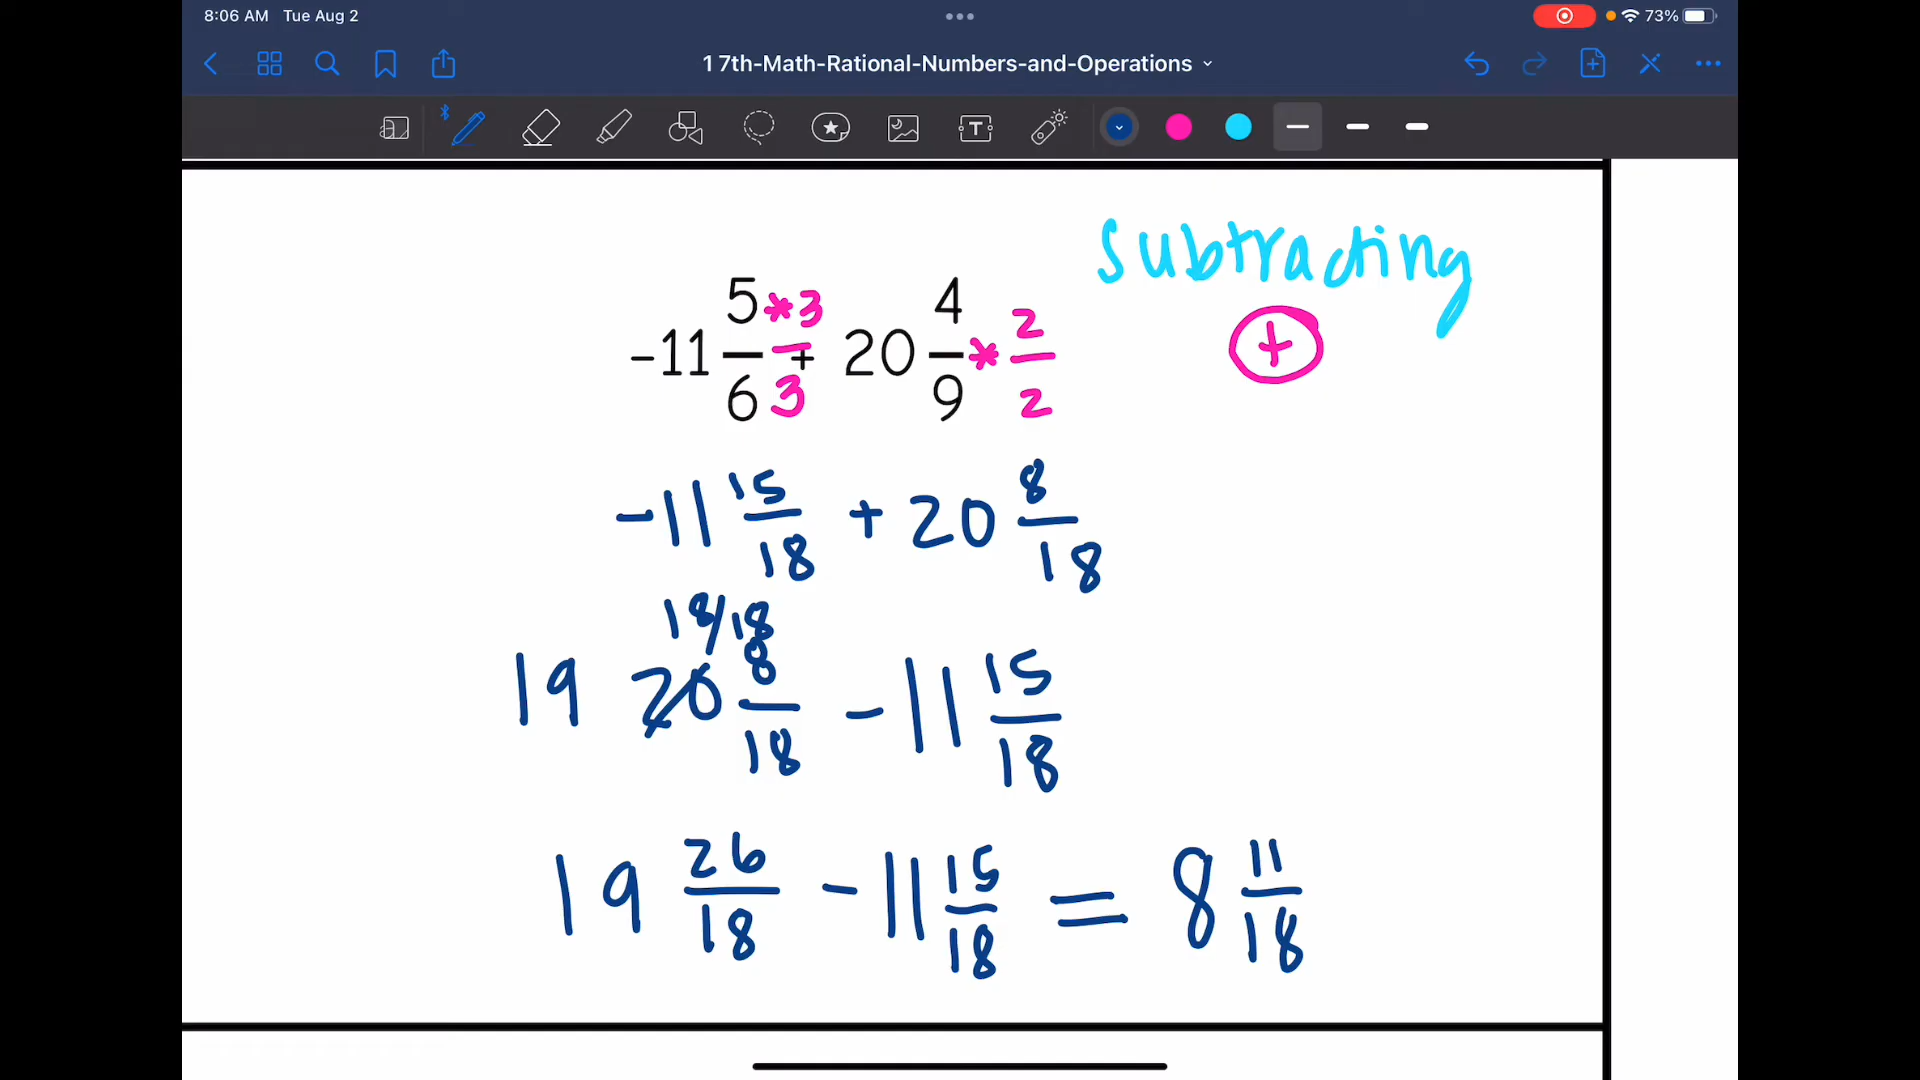 8:06 AM Tue Aug 2
73%
1 7th-Math-Rational-Numbers-and-Operations
T
subtracting
+
-11 5/6 *3/3 + 20 4/9 * 2/2
-11 15/18 + 20 8/18
18/18
19 20 8/18 - 11 15/18
19 26/18 - 11 15/18 = 8 11/18